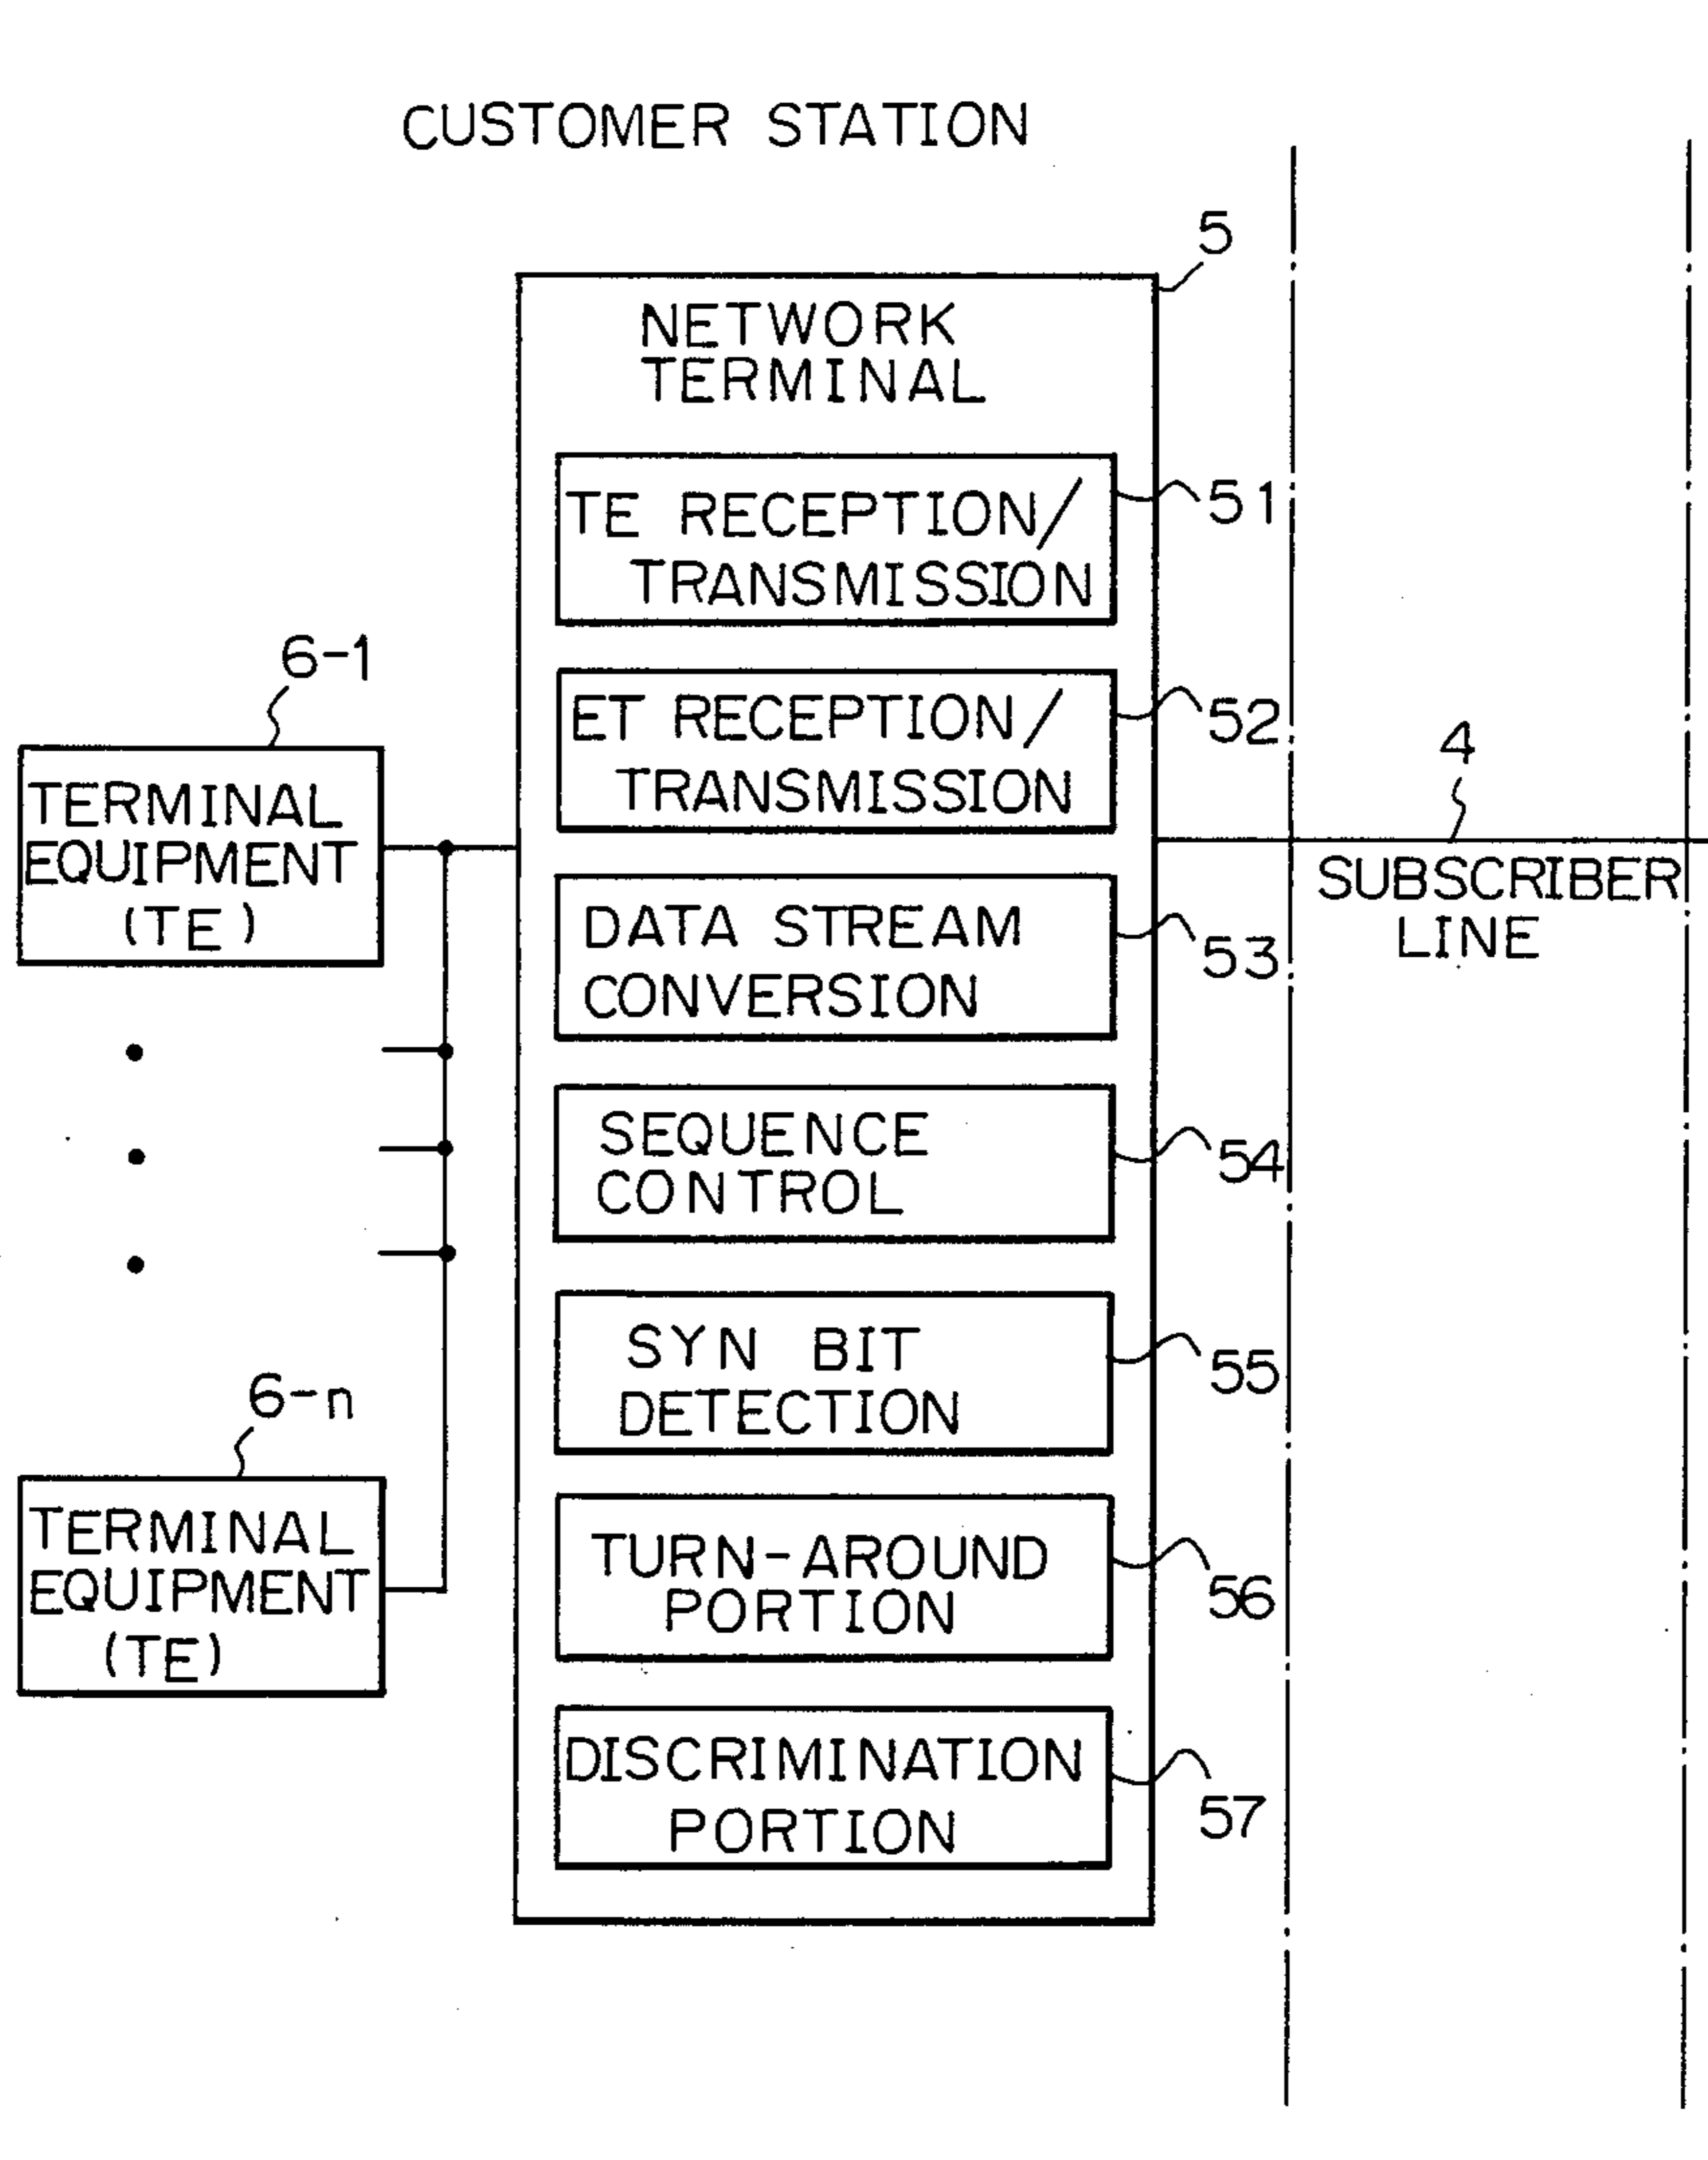 CUSTOMER STATION
5
NETWORK
TERMINAL
TE RECEPTION/
TRANSMISSION
51
ET RECEPTION/
TRANSMISSION
52
DATA STREAM
CONVERSION
53
SEQUENCE
CONTROL
54
SYN BIT
DETECTION
55
TURN-AROUND
PORTION
56
DISCRIMINATION
PORTION
57
6-1
TERMINAL
EQUIPMENT
(TE)
6-n
TERMINAL
EQUIPMENT
(TE)
4
SUBSCRIBER
LINE